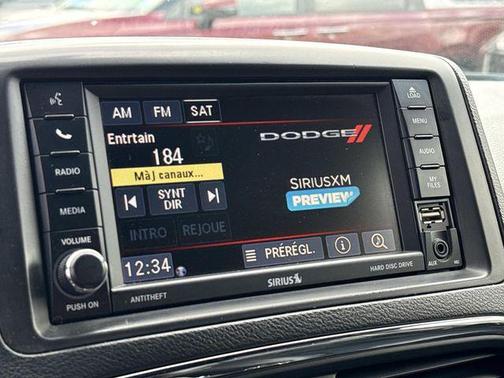 LOAD
AM FM SAT
MENU
Entrtain
DODGE
184
RADIO
AUDIO
Màj canaux...
SIRIUSXM
SYNT
DIR
PREVIEW
MY
FILES
MEDIA
INTRO REJOUE
VOLUME
PRÉRÉGL.
12:34
AUX
PUSH ON
ANTITHEFT
SIRIUS
HARD DISC DRIVE